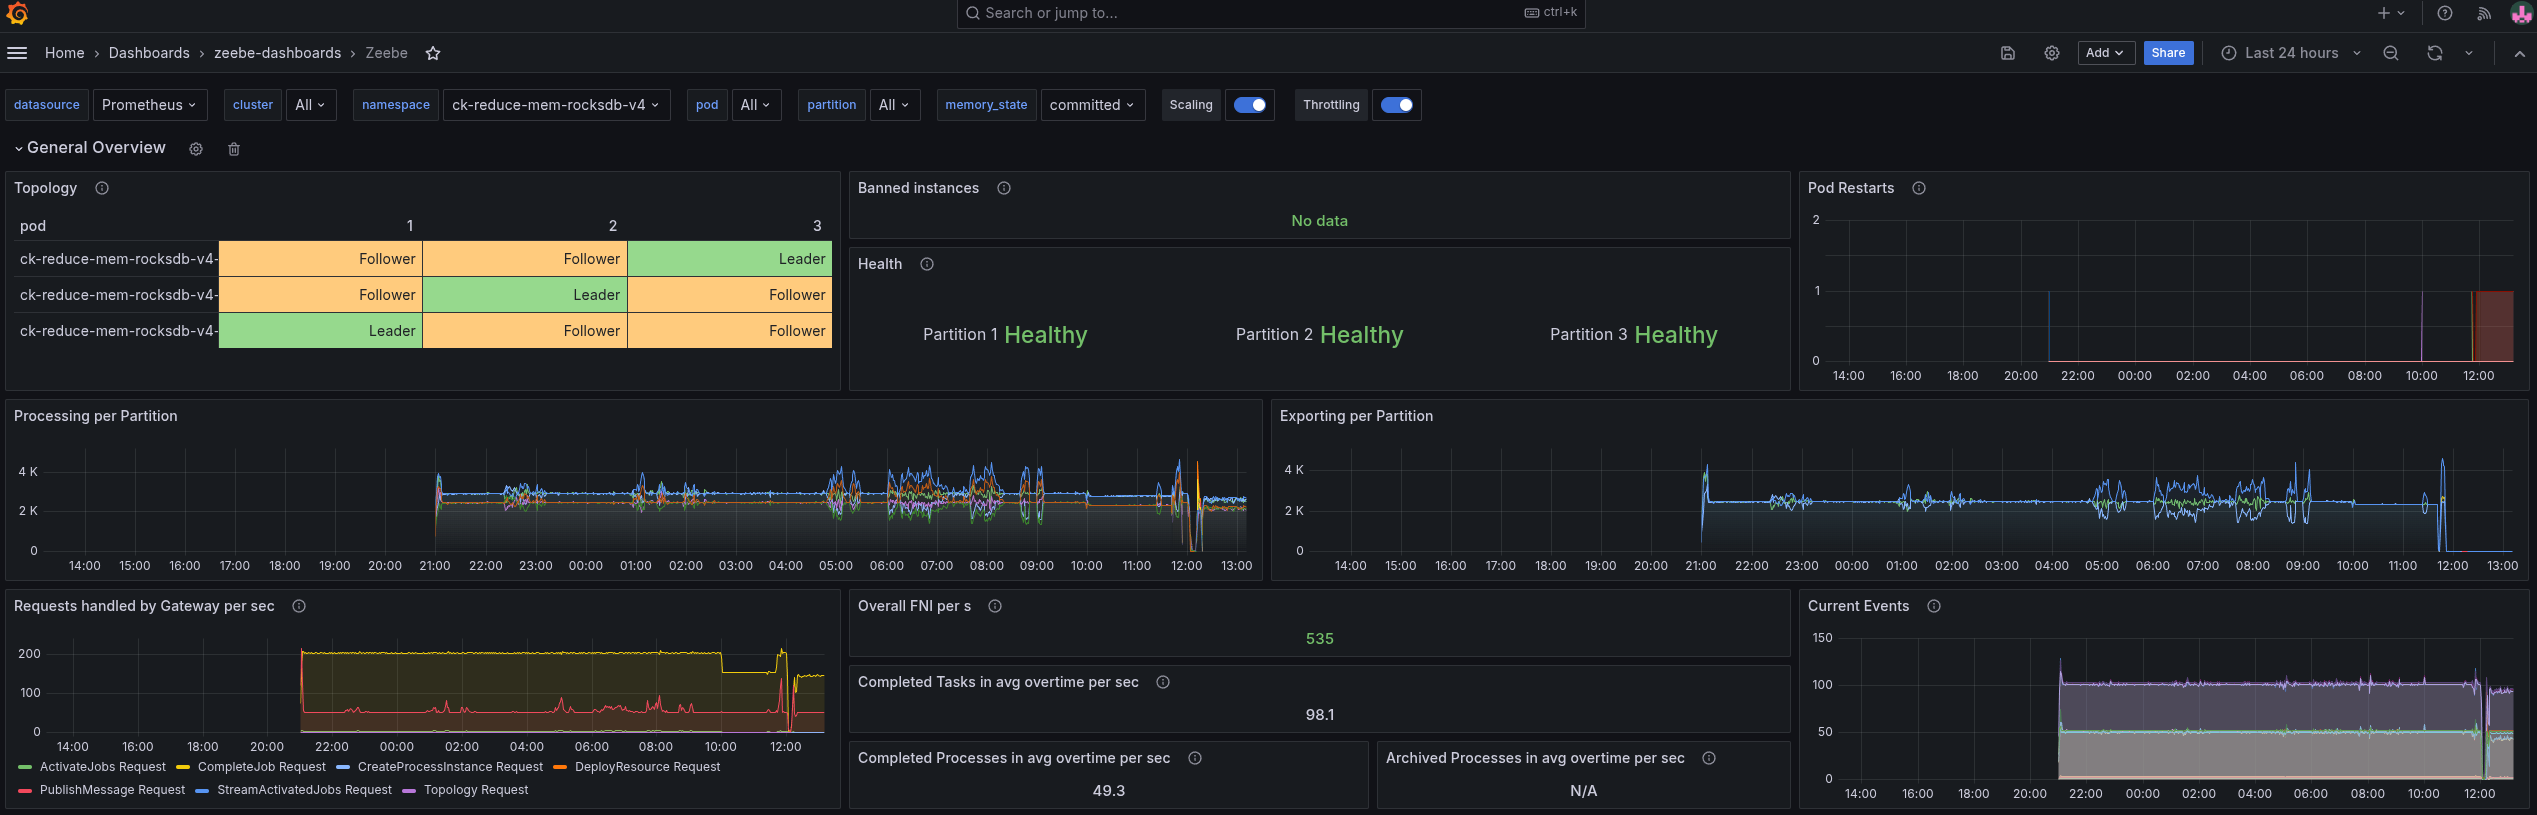 Search or jump to... ctrl+k
Home › Dashboards › zeebe-dashboards › Zeebe
Add
Share
Last 24 hours
datasource Prometheus cluster All namespace ck-reduce-mem-rocksdb-v4 pod All partition All memory_state committed Scaling Throttling
General Overview
Topology
pod 1 2 3
ck-reduce-mem-rocksdb-v4- Follower Follower Leader
ck-reduce-mem-rocksdb-v4- Follower Leader Follower
ck-reduce-mem-rocksdb-v4- Leader Follower Follower
Banned instances
No data
Health
Partition 1 Healthy Partition 2 Healthy Partition 3 Healthy
Pod Restarts
2
1
0
14:00 16:00 18:00 20:00 22:00 00:00 02:00 04:00 06:00 08:00 10:00 12:00
Processing per Partition
4 K
2 K
0
14:00 15:00 16:00 17:00 18:00 19:00 20:00 21:00 22:00 23:00 00:00 01:00 02:00 03:00 04:00 05:00 06:00 07:00 08:00 09:00 10:00 11:00 12:00 13:00
Exporting per Partition
4 K
2 K
0
14:00 15:00 16:00 17:00 18:00 19:00 20:00 21:00 22:00 23:00 00:00 01:00 02:00 03:00 04:00 05:00 06:00 07:00 08:00 09:00 10:00 11:00 12:00 13:00
Requests handled by Gateway per sec
200
100
0
14:00 16:00 18:00 20:00 22:00 00:00 02:00 04:00 06:00 08:00 10:00 12:00
ActivateJobs Request CompleteJob Request CreateProcessInstance Request DeployResource Request
PublishMessage Request StreamActivatedJobs Request Topology Request
Overall FNI per s
535
Completed Tasks in avg overtime per sec
98.1
Completed Processes in avg overtime per sec
49.3
Archived Processes in avg overtime per sec
N/A
Current Events
150
100
50
0
14:00 16:00 18:00 20:00 22:00 00:00 02:00 04:00 06:00 08:00 10:00 12:00